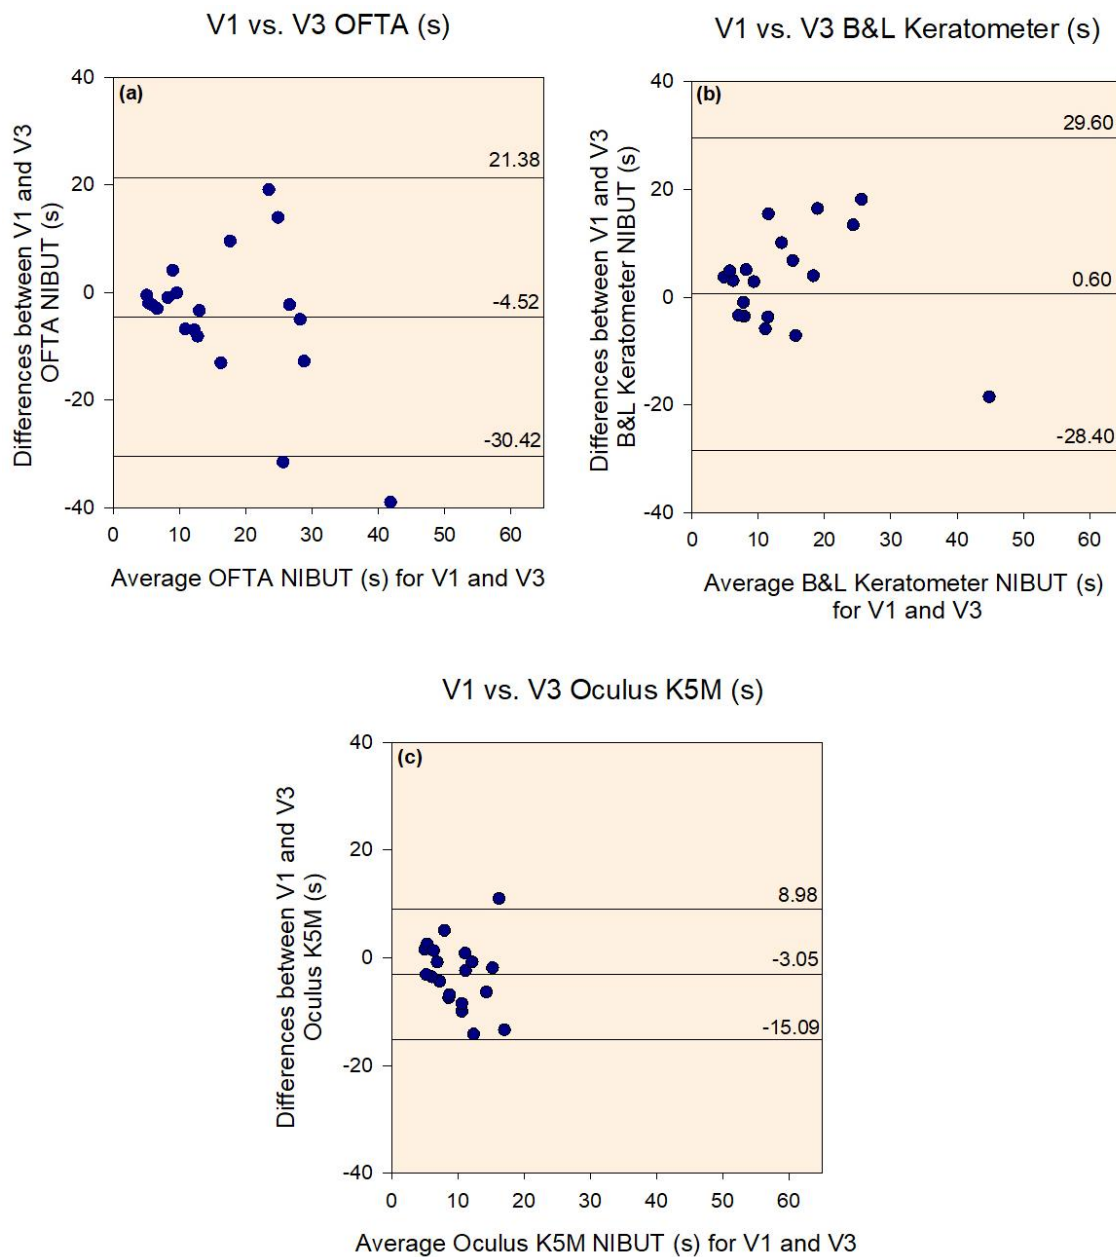 V1 vs. V3 OFTA (s)
(a)
40
20
0
-20
-40
21.38
-4.52
-30.42
0 10 20 30 40 50 60
Differences between V1 and V3
OFTA NIBUT (s)
Average OFTA NIBUT (s) for V1 and V3
V1 vs. V3 B&L Keratometer (s)
(b)
40
20
0
-20
-40
29.60
0.60
-28.40
0 10 20 30 40 50 60
Differences between V1 and V3
B&L Keratometer NIBUT (s)
Average B&L Keratometer NIBUT (s)
for V1 and V3
V1 vs. V3 Oculus K5M (s)
(c)
40
20
0
-20
-40
8.98
-3.05
-15.09
0 10 20 30 40 50 60
Differences between V1 and V3
Oculus K5M (s)
Average Oculus K5M NIBUT (s) for V1 and V3